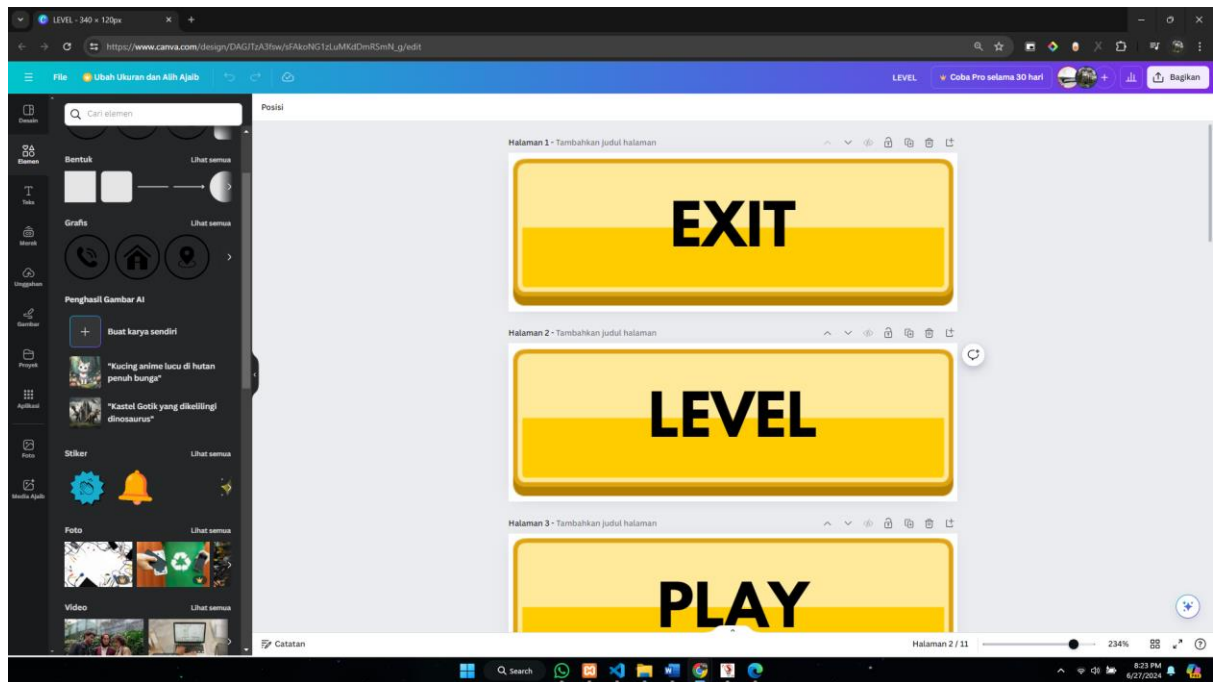 LEVEL - 340 × 120px
https://www.canva.com/design/DAGJTzA3fsw/sFAkoNG1zLuMKdDmRSmN_g/edit
File
Ubah Ukuran dan Alih Ajaib
LEVEL
Coba Pro selama 30 hari
Bagikan
Desain
Elemen
Teks
Merek
Unggahan
Gambar
Proyek
Aplikasi
Foto
Media Ajaib
Cari elemen
Bentuk
Lihat semua
Grafis
Lihat semua
Penghasil Gambar AI
Buat karya sendiri
"Kucing anime lucu di hutan
penuh bunga"
"Kastel Gotik yang dikelilingi
dinosaurus"
Stiker
Lihat semua
Foto
Lihat semua
Video
Lihat semua
Posisi
Halaman 1 - Tambahkan judul halaman
EXIT
Halaman 2 - Tambahkan judul halaman
LEVEL
Halaman 3 - Tambahkan judul halaman
PLAY
Catatan
Halaman 2 / 11
234%
Search
8:23 PM
6/27/2024